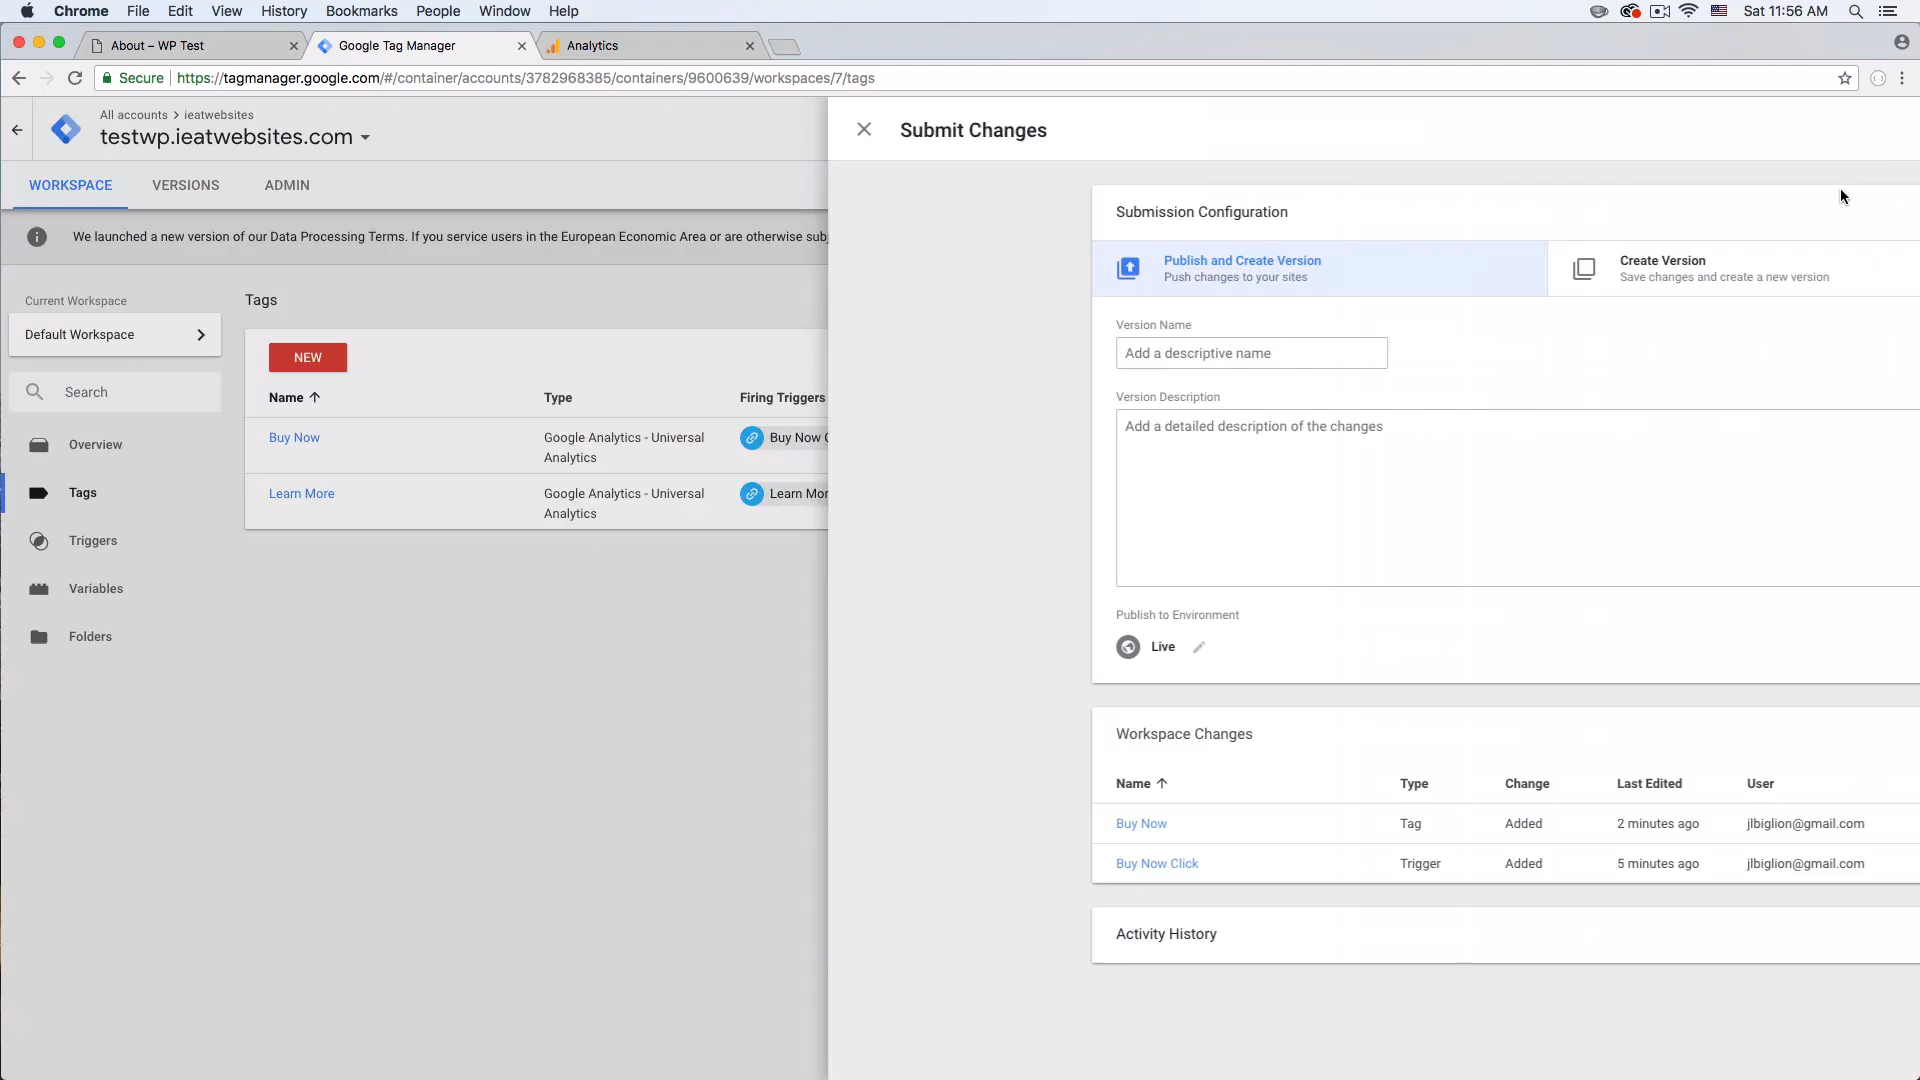 Chrome File Edit View History Bookmarks People Window Help
Sat 11:56 AM
About – WP Test
Google Tag Manager
Analytics
Secure https://tagmanager.google.com/#/container/accounts/3782968385/containers/9600639/workspaces/7/tags
All accounts > ieatwebsites
testwp.ieatwebsites.com
WORKSPACE VERSIONS ADMIN
We launched a new version of our Data Processing Terms. If you service users in the European Economic Area or are otherwise subj
Current Workspace
Default Workspace
Search
Overview
Tags
Triggers
Variables
Folders
Tags
NEW
Name Type Firing Triggers
Buy Now Google Analytics - Universal Analytics Buy Now C
Learn More Google Analytics - Universal Analytics Learn Mor
Submit Changes
Submission Configuration
Publish and Create Version
Push changes to your sites
Create Version
Save changes and create a new version
Version Name
Add a descriptive name
Version Description
Add a detailed description of the changes
Publish to Environment
Live
Workspace Changes
Name Type Change Last Edited User
Buy Now Tag Added 2 minutes ago jlbiglion@gmail.com
Buy Now Click Trigger Added 5 minutes ago jlbiglion@gmail.com
Activity History